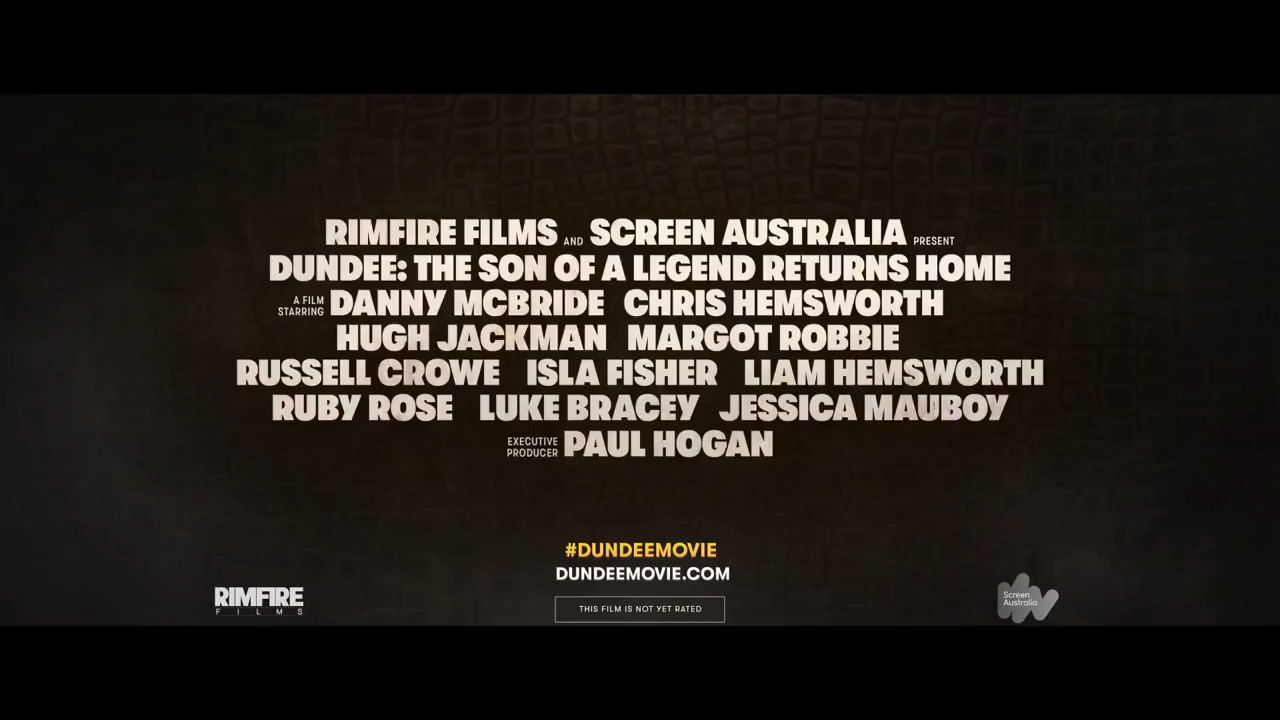 RIMFIRE FILMS AND SCREEN AUSTRALIA PRESENT
DUNDEE: THE SON OF A LEGEND RETURNS HOME
A FILM STARRING DANNY MCBRIDE CHRIS HEMSWORTH
HUGH JACKMAN MARGOT ROBBIE
RUSSELL CROWE ISLA FISHER LIAM HEMSWORTH
RUBY ROSE LUKE BRACEY JESSICA MAUBOY
EXECUTIVE PRODUCER PAUL HOGAN
#DUNDEEMOVIE
DUNDEEMOVIE.COM
RIMFIRE
FILMS
THIS FILM IS NOT YET RATED
Screen
Australia